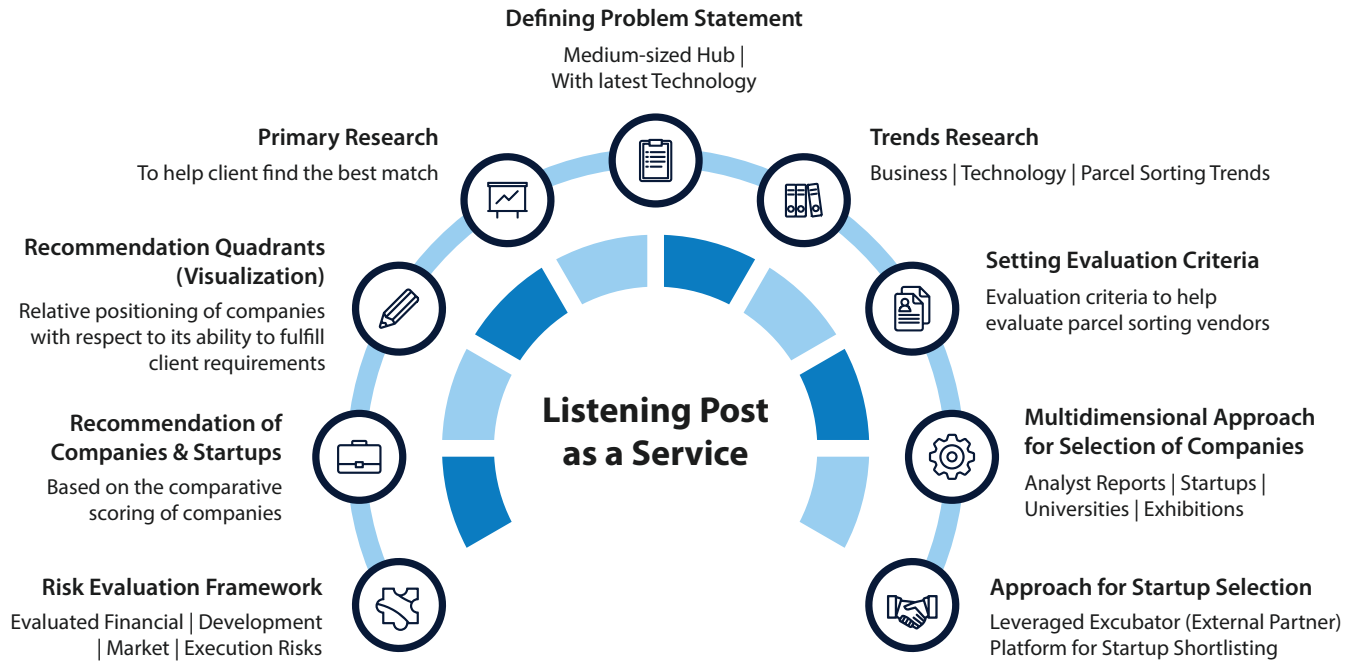 Defining Problem Statement
Medium-sized Hub |
With latest Technology
Primary Research
To help client find the best match
Trends Research
Business | Technology | Parcel Sorting Trends
Recommendation Quadrants
(Visualization)
Relative positioning of companies
with respect to its ability to fulfill
client requirements
Setting Evaluation Criteria
Evaluation criteria to help
evaluate parcel sorting vendors
Listening Post
as a Service
Recommendation of
Companies & Startups
Based on the comparative
scoring of companies
Multidimensional Approach
for Selection of Companies
Analyst Reports | Startups |
Universities | Exhibitions
Risk Evaluation Framework
Evaluated Financial | Development
| Market | Execution Risks
Approach for Startup Selection
Leveraged Excubator (External Partner)
Platform for Startup Shortlisting